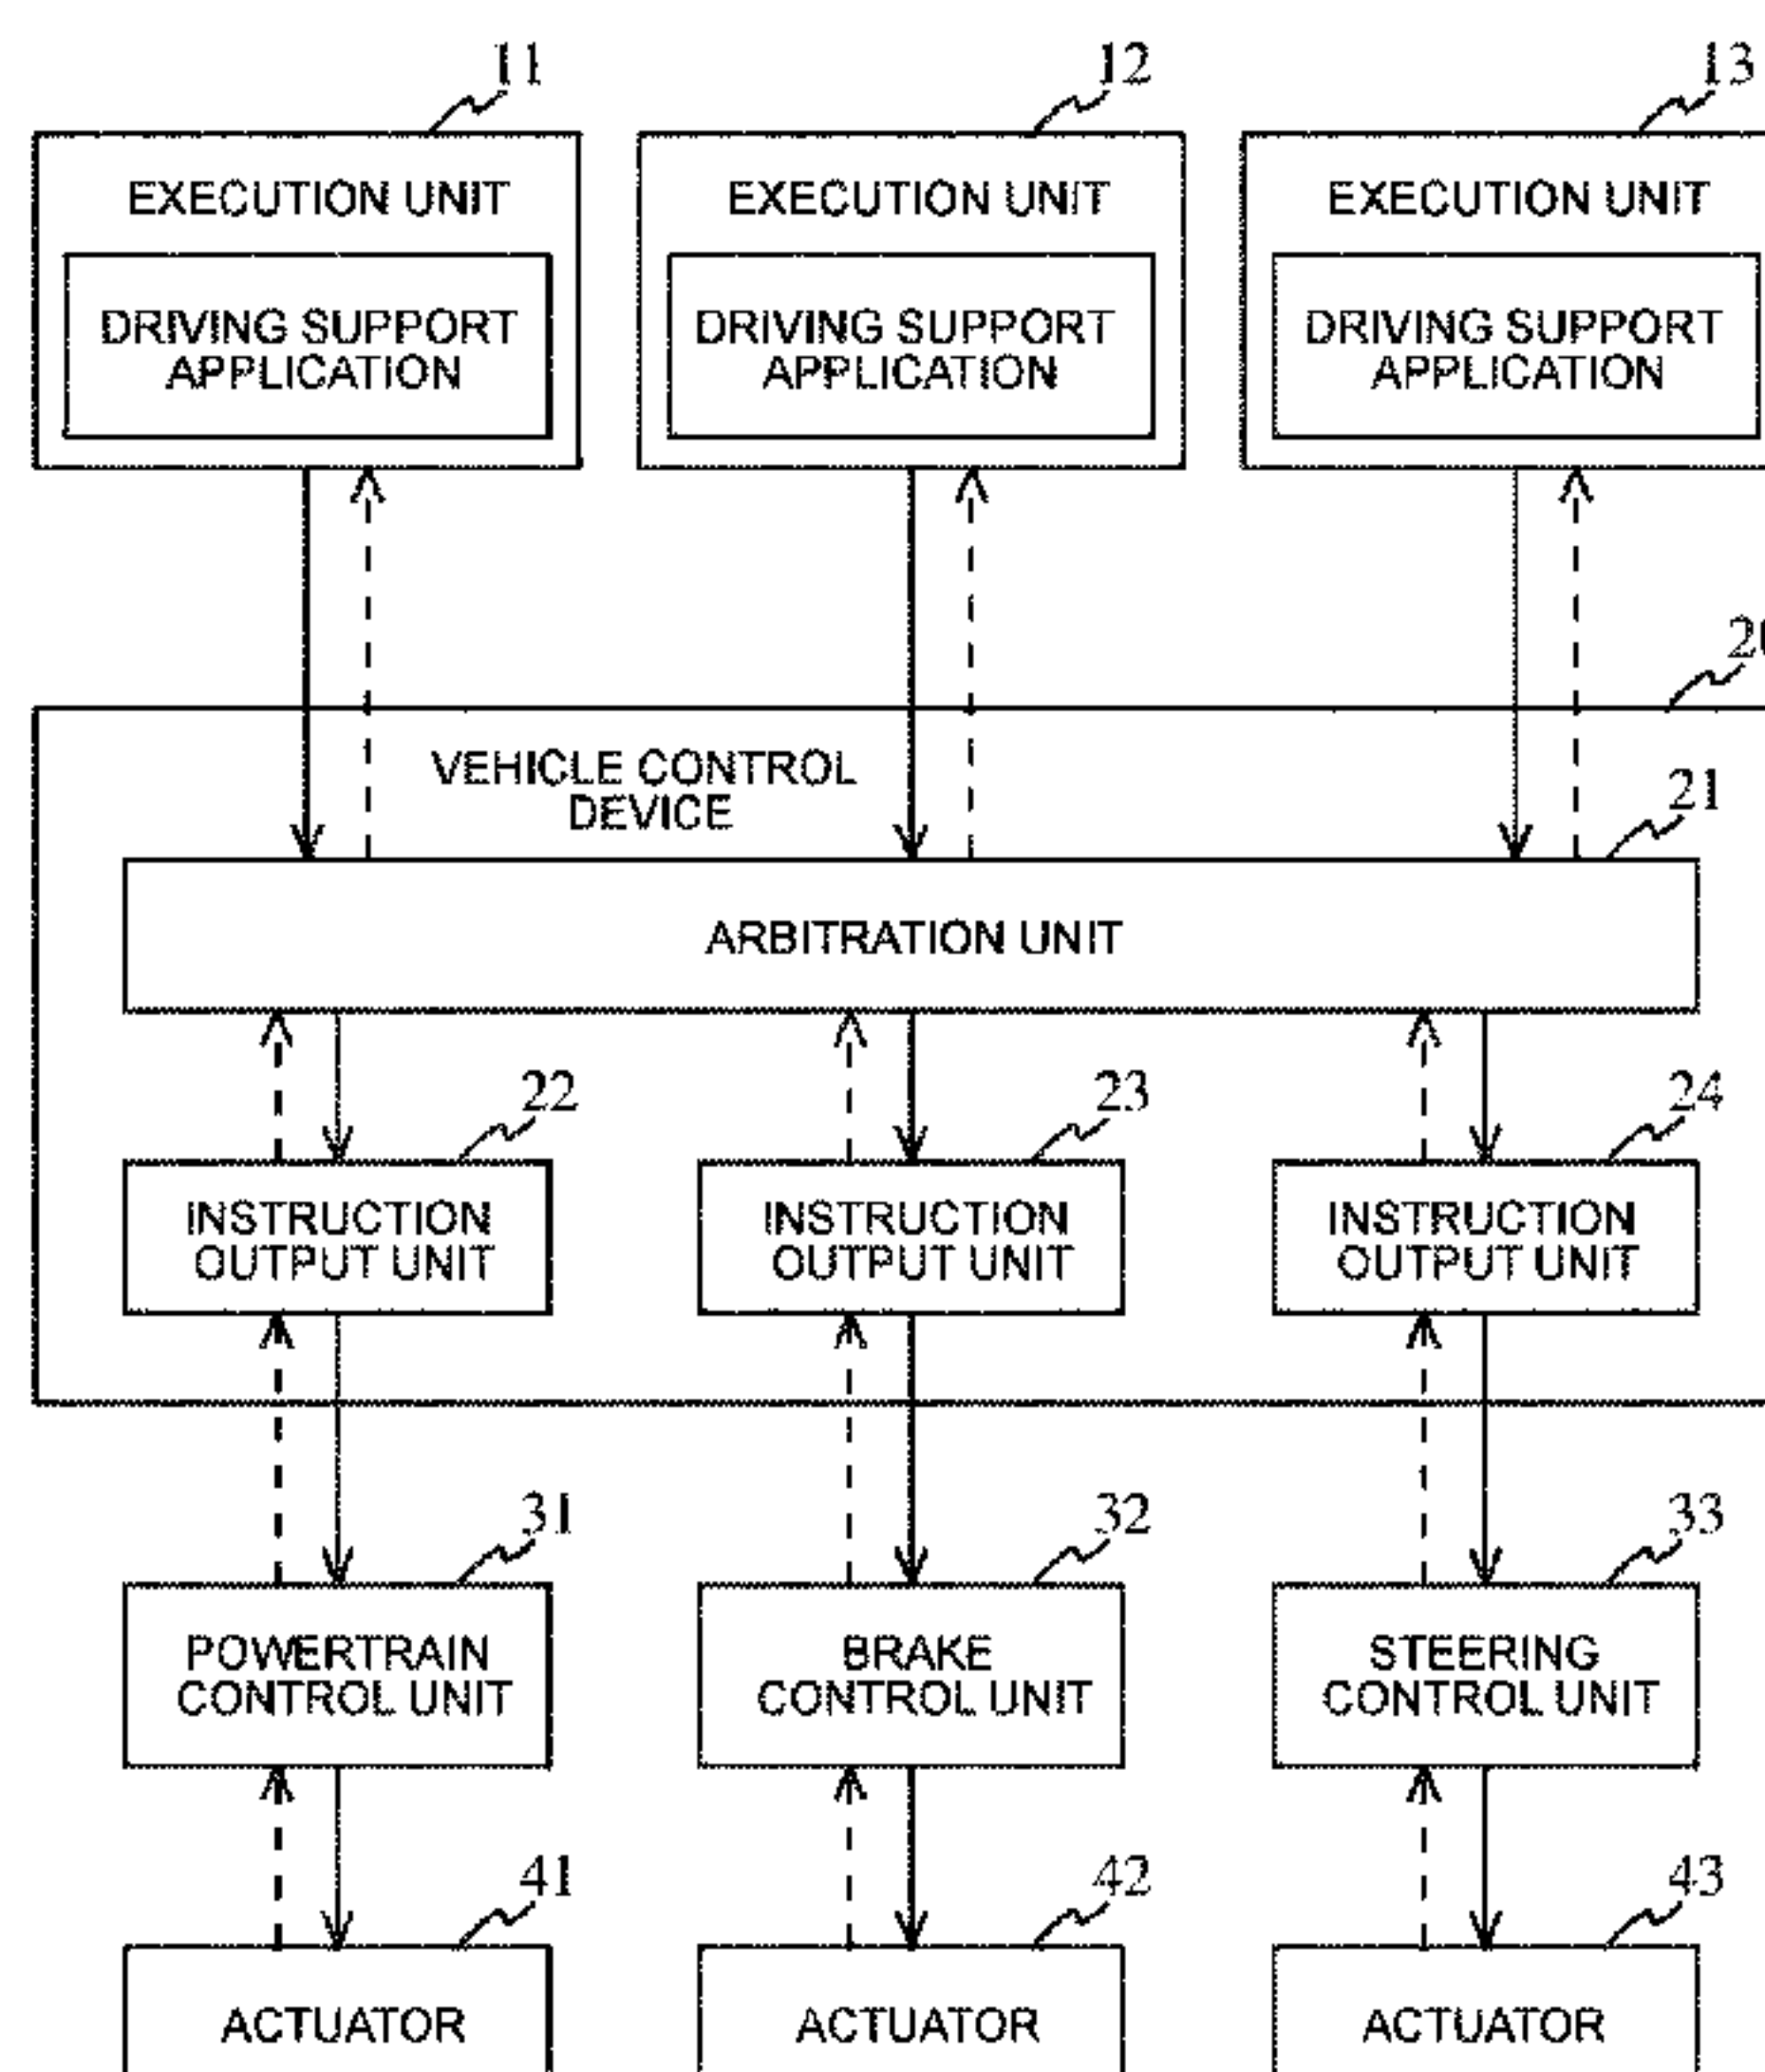 11 12 13
EXECUTION UNIT EXECUTION UNIT EXECUTION UNIT
DRIVING SUPPORT DRIVING SUPPORT DRIVING SUPPORT
APPLICATION APPLICATION APPLICATION
20
VEHICLE CONTROL
DEVICE
21
ARBITRATION UNIT
22 23 24
INSTRUCTION INSTRUCTION INSTRUCTION
OUTPUT UNIT OUTPUT UNIT OUTPUT UNIT
31 32 33
POWERTRAIN BRAKE STEERING
CONTROL UNIT CONTROL UNIT CONTROL UNIT
41 42 43
ACTUATOR ACTUATOR ACTUATOR